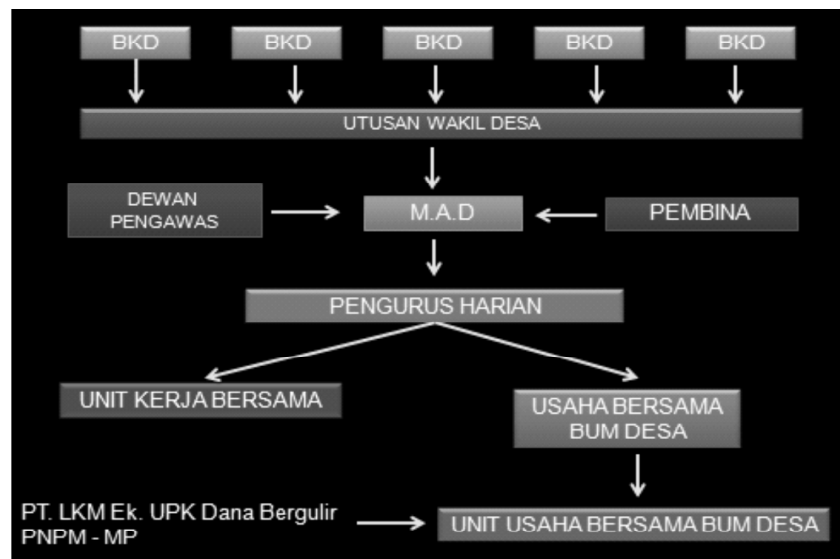 BKD
BKD
BKD
BKD
BKD
UTUSAN WAKIL DESA
DEWAN
PENGAWAS
M.A.D
PEMBINA
PENGURUS HARIAN
UNIT KERJA BERSAMA
USAHA BERSAMA
BUM DESA
PT. LKM Ek. UPK Dana Bergulir
PNPM - MP
UNIT USAHA BERSAMA BUM DESA